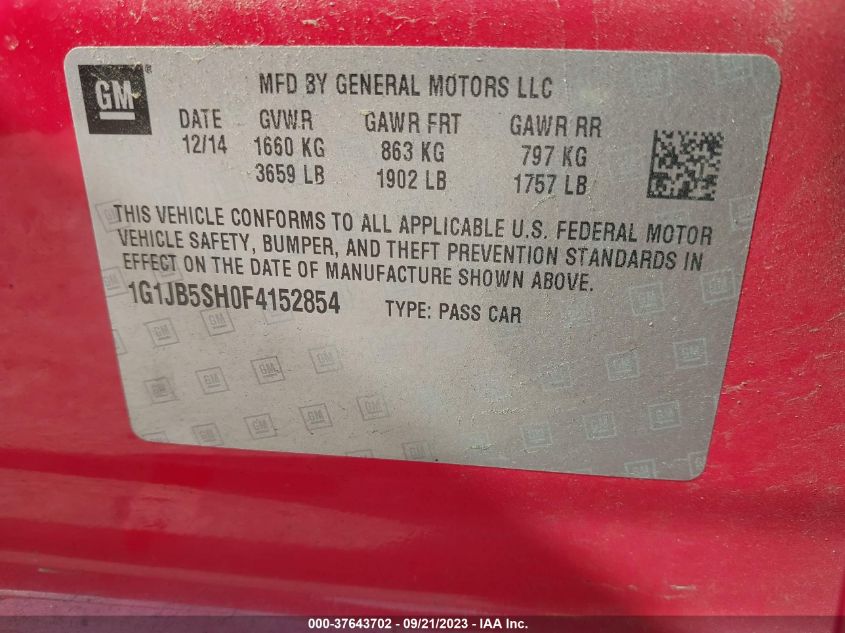 GM ® MFD BY GENERAL MOTORS LLC
DATE GVWR GAWR FRT GAWR RR
12/14 1660 KG 863 KG 797 KG
3659 LB 1902 LB 1757 LB
THIS VEHICLE CONFORMS TO ALL APPLICABLE U.S. FEDERAL MOTOR
VEHICLE SAFETY, BUMPER, AND THEFT PREVENTION STANDARDS IN
EFFECT ON THE DATE OF MANUFACTURE SHOWN ABOVE.
1G1JB5SH0F4152854 TYPE: PASS CAR
000-37643702 - 09/21/2023 - IAA Inc.